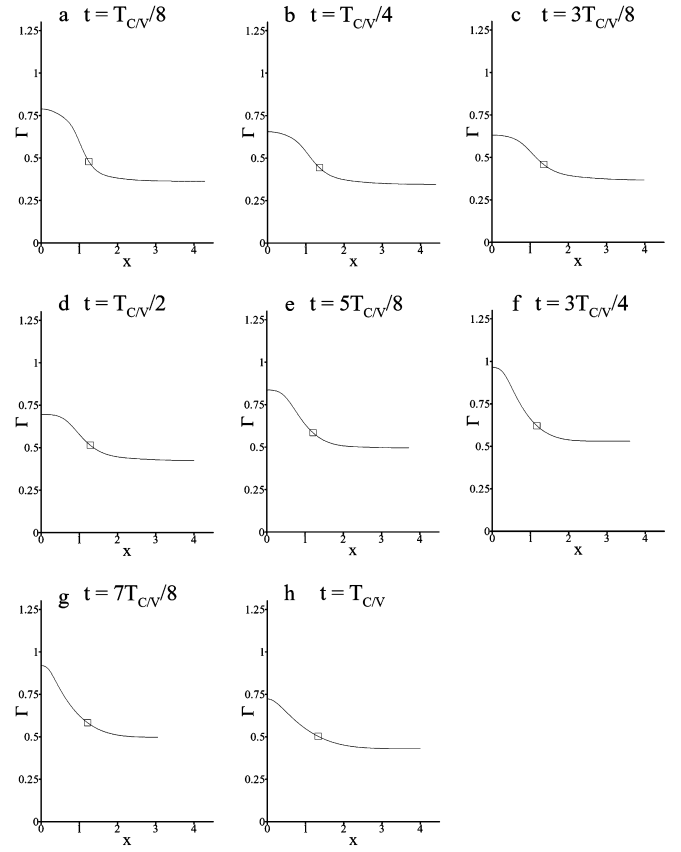 a t = T_C/V/8
b t = T_C/V/4
c t = 3T_C/V/8
1.25
1
0.75
0.5
0.25
0
Γ
0 1 2 3 4
x
1.25
1
0.75
0.5
0.25
0
Γ
0 1 2 3 4
x
1.25
1
0.75
0.5
0.25
0
Γ
0 1 2 3 4
x
d t = T_C/V/2
e t = 5T_C/V/8
f t = 3T_C/V/4
1.25
1
0.75
0.5
0.25
0
Γ
0 1 2 3 4
x
1.25
1
0.75
0.5
0.25
0
Γ
0 1 2 3 4
x
1.25
1
0.75
0.5
0.25
0
Γ
0 1 2 3 4
x
g t = 7T_C/V/8
h t = T_C/V
1.25
1
0.75
0.5
0.25
0
Γ
0 1 2 3 4
x
1.25
1
0.75
0.5
0.25
0
Γ
0 1 2 3 4
x